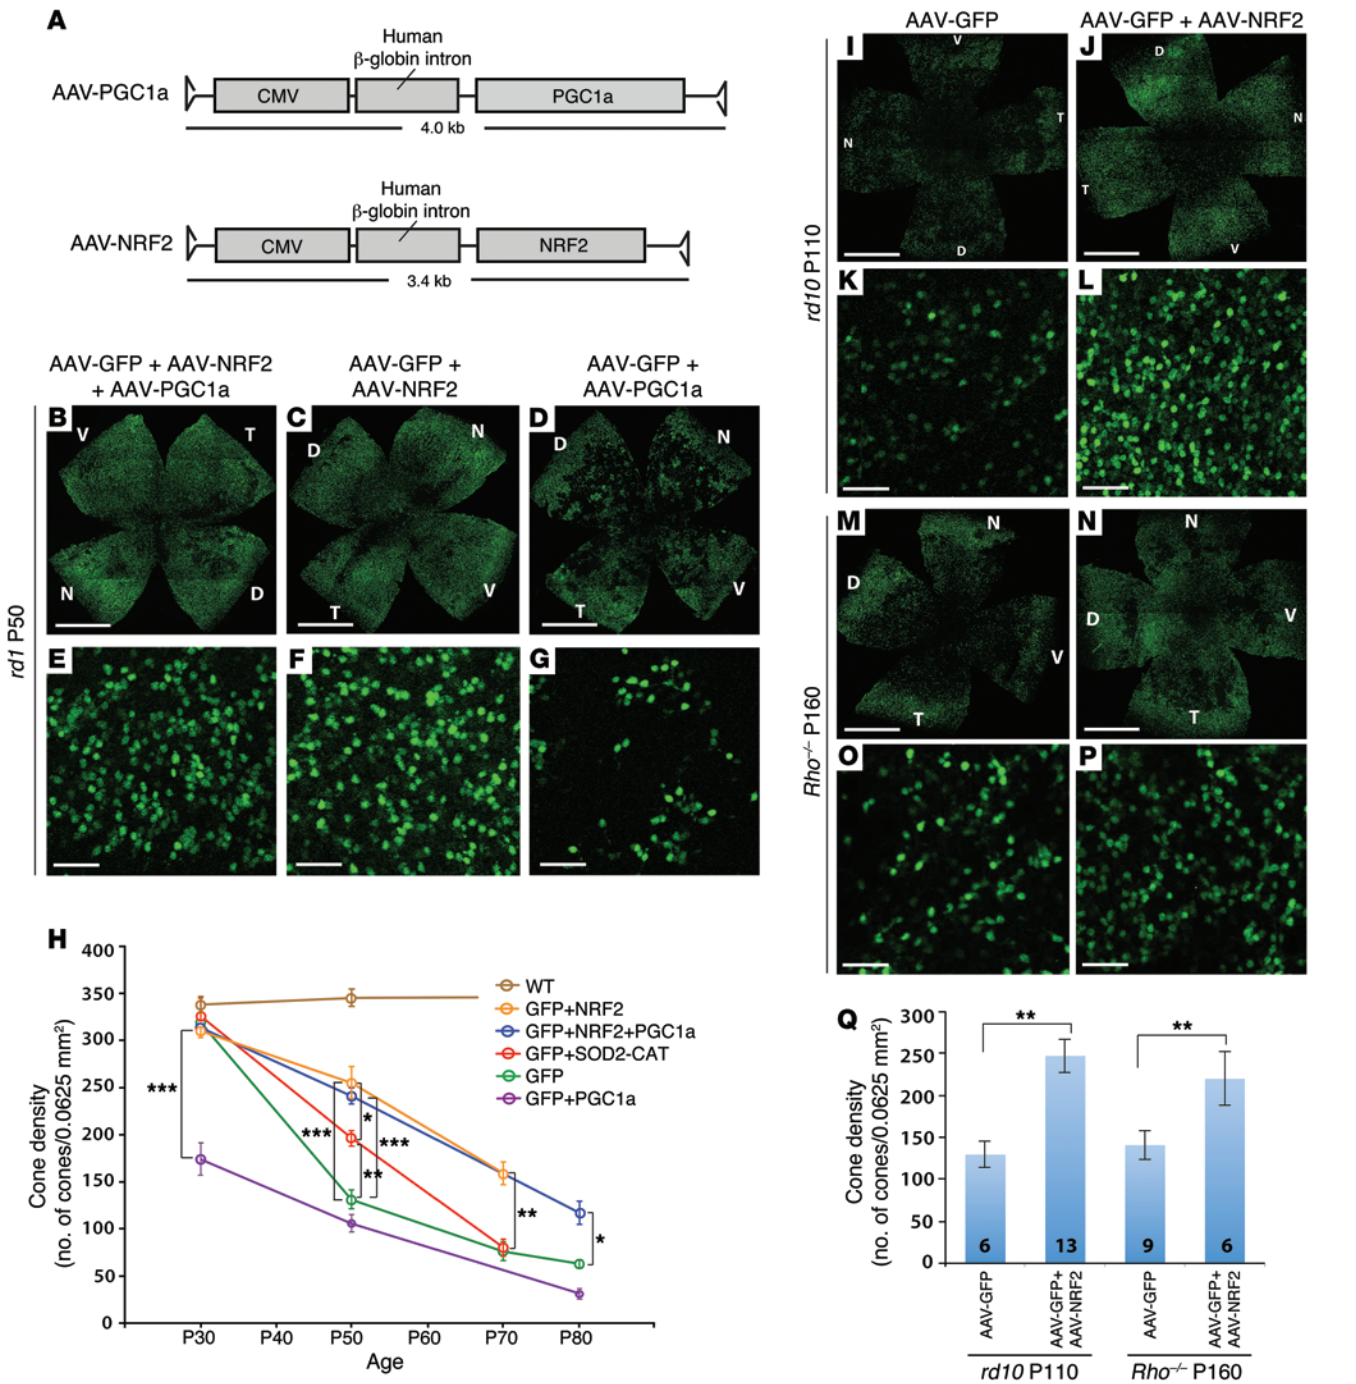 A
Human
β-globin intron
AAV-PGC1a
CMV
PGC1a
4.0 kb
Human
β-globin intron
AAV-NRF2
CMV
NRF2
3.4 kb
AAV-GFP + AAV-NRF2
+ AAV-PGC1a
AAV-GFP +
AAV-NRF2
AAV-GFP +
AAV-PGC1a
rd1 P50
B
V
T
N
D
C
D
N
T
V
D
D
N
T
V
E
F
G
H
400
350
300
250
200
150
100
50
0
Cone density
(no. of cones/0.0625 mm²)
P30
P40
P50
P60
P70
P80
Age
WT
GFP+NRF2
GFP+NRF2+PGC1a
GFP+SOD2-CAT
GFP
GFP+PGC1a
***
***
*
***
**
**
*
AAV-GFP
AAV-GFP + AAV-NRF2
rd10 P110
I
V
N
T
D
J
D
N
T
V
K
L
Rho–/– P160
M
N
D
V
T
N
N
D
V
T
O
P
Q
300
250
200
150
100
50
0
Cone density
(no. of cones/0.0625 mm²)
**
**
6
13
9
6
AAV-GFP
AAV-GFP+
AAV-NRF2
AAV-GFP
AAV-GFP+
AAV-NRF2
rd10 P110
Rho–/– P160